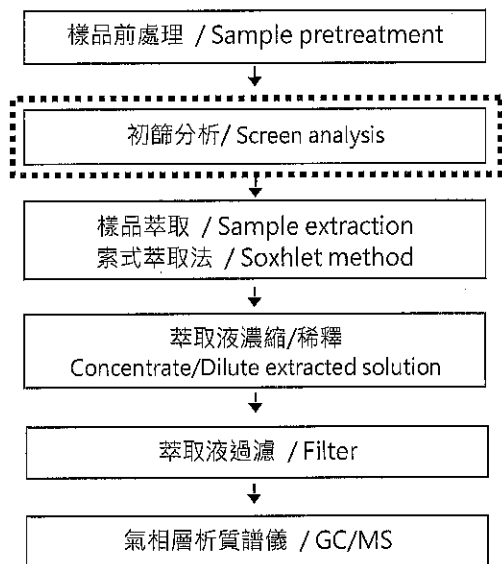 樣品前處理 / Sample pretreatment
初篩分析/ Screen analysis
樣品萃取 / Sample extraction
索式萃取法 / Soxhlet method
萃取液濃縮/稀釋
Concentrate/Dilute extracted solution
萃取液過濾 / Filter
氣相層析質譜儀 / GC/MS